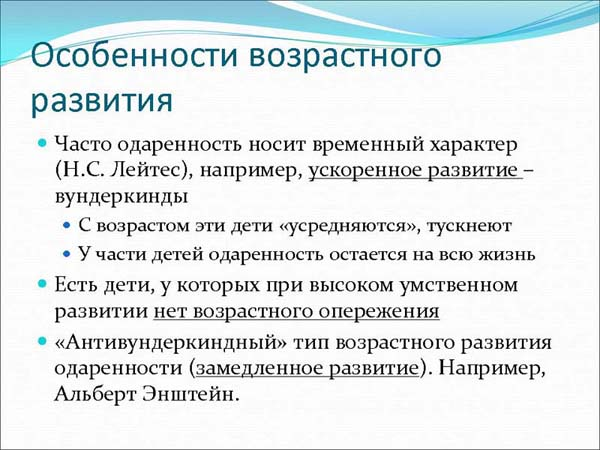 Особенности возрастного
развития
Часто одаренность носит временный характер
(Н.С. Лейтес), например, ускоренное развитие –
вундеркинды
С возрастом эти дети «усредняются», тускнеют
У части детей одаренность остается на всю жизнь
Есть дети, у которых при высоком умственном
развитии нет возрастного опережения
«Антивундеркиндный» тип возрастного развития
одаренности (замедленное развитие). Например,
Альберт Энштейн.